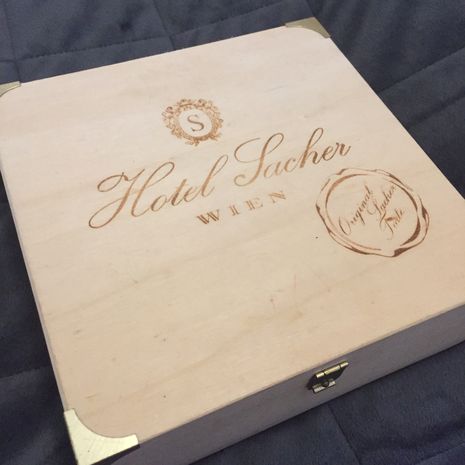 S
Hotel Sacher
WIEN
Original
Sacher
Torte